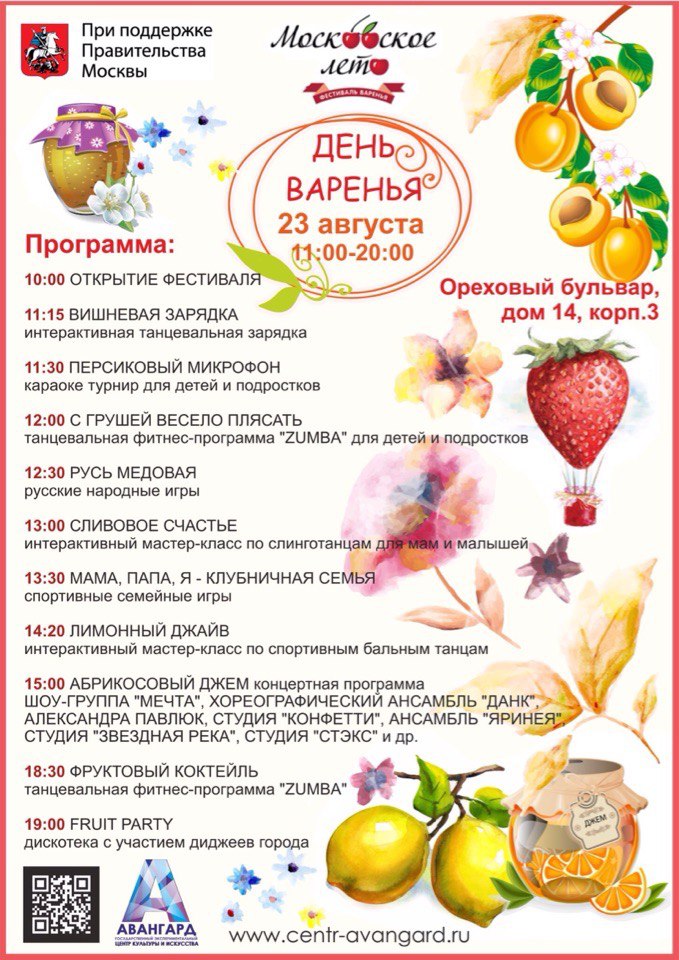 При поддержке
Правительства
Москвы
Московское
лето
ФЕСТИВАЛЬ ВАРЕНЬЯ
ДЕНЬ
ВАРЕНЬЯ
23 августа
11:00-20:00
Программа:
Ореховый бульвар,
дом 14, корп.3
10:00 ОТКРЫТИЕ ФЕСТИВАЛЯ
11:15 ВИШНЕВАЯ ЗАРЯДКА
интерактивная танцевальная зарядка
11:30 ПЕРСИКОВЫЙ МИКРОФОН
караоке турнир для детей и подростков
12:00 С ГРУШЕЙ ВЕСЕЛО ПЛЯСАТЬ
танцевальная фитнес-программа "ZUMBA" для детей и подростков
12:30 РУСЬ МЕДОВАЯ
русские народные игры
13:00 СЛИВОВОЕ СЧАСТЬЕ
интерактивный мастер-класс по слинготанцам для мам и малышей
13:30 МАМА, ПАПА, Я - КЛУБНИЧНАЯ СЕМЬЯ
спортивные семейные игры
14:20 ЛИМОННЫЙ ДЖАЙВ
интерактивный мастер-класс по спортивным бальным танцам
15:00 АБРИКОСОВЫЙ ДЖЕМ концертная программа
ШОУ-ГРУППА "МЕЧТА", ХОРЕОГРАФИЧЕСКИЙ АНСАМБЛЬ "ДАНК",
АЛЕКСАНДРА ПАВЛЮК, СТУДИЯ "КОНФЕТТИ", АНСАМБЛЬ "ЯРИНЕЯ",
СТУДИЯ "ЗВЕЗДНАЯ РЕКА", СТУДИЯ "СТЭКС" и др.
18:30 ФРУКТОВЫЙ КОКТЕЙЛЬ
танцевальная фитнес-программа "ZUMBA"
19:00 FRUIT PARTY
дискотека с участием диджеев города
ДЖЕМ
АВАНГАРД
ГОСУДАРСТВЕННЫЙ ЭКСПЕРИМЕНТАЛЬНЫЙ
ЦЕНТР КУЛЬТУРЫ И ИСКУССТВА
www.centr-avangard.ru